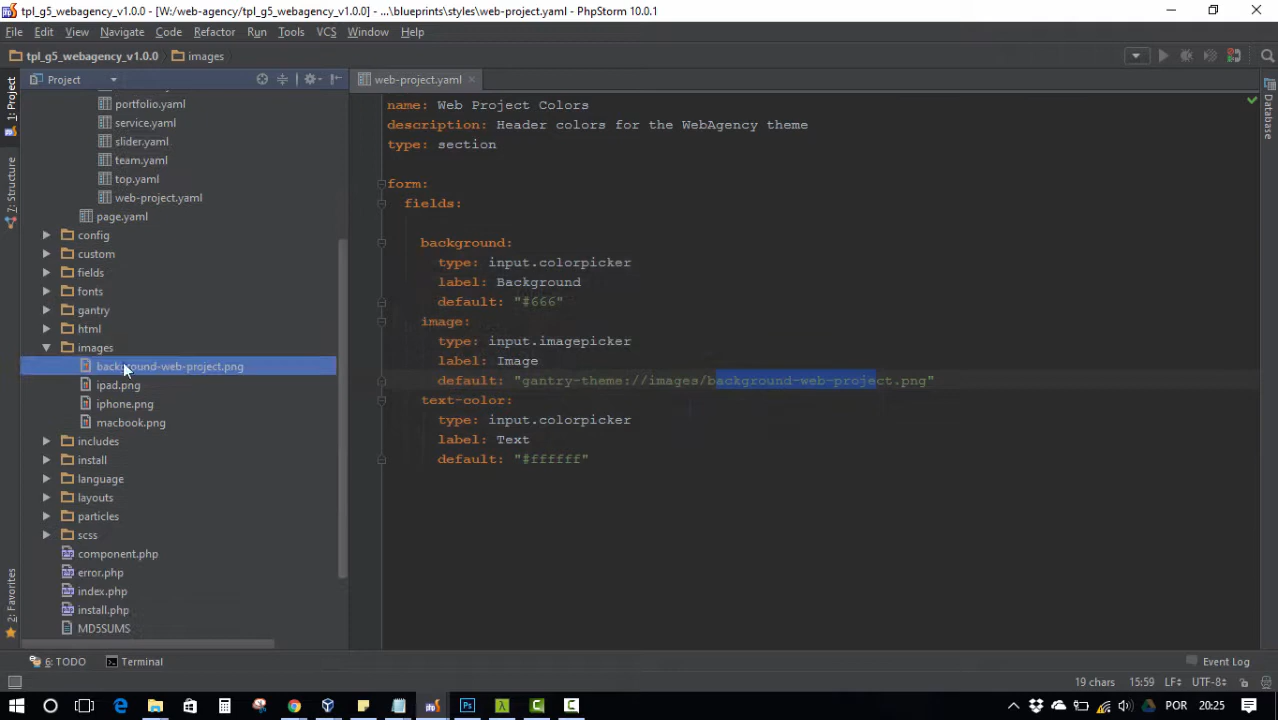 tpl_g5_webagency_v1.0.0 - [W:/web-agency/tpl_g5_webagency_v1.0.0] - ...\blueprints\styles\web-project.yaml - PhpStorm 10.0.1
File Edit View Navigate Code Refactor Run Tools VCS Window Help
tpl_g5_webagency_v1.0.0 images
Project
web-project.yaml
1: Project
7: Structure
2: Favorites
Database
portfolio.yaml
service.yaml
slider.yaml
team.yaml
top.yaml
web-project.yaml
page.yaml
config
custom
fields
fonts
gantry
html
images
background-web-project.png
ipad.png
iphone.png
macbook.png
includes
install
language
layouts
particles
scss
component.php
error.php
index.php
install.php
MD5SUMS
name: Web Project Colors
description: Header colors for the WebAgency theme
type: section
form:
fields:
background:
type: input.colorpicker
label: Background
default: "#666"
image:
type: input.imagepicker
label: Image
default: "gantry-theme://images/background-web-project.png"
text-color:
type: input.colorpicker
label: Text
default: "#ffffff"
6: TODO Terminal Event Log
19 chars 15:59 LF UTF-8
POR 20:25